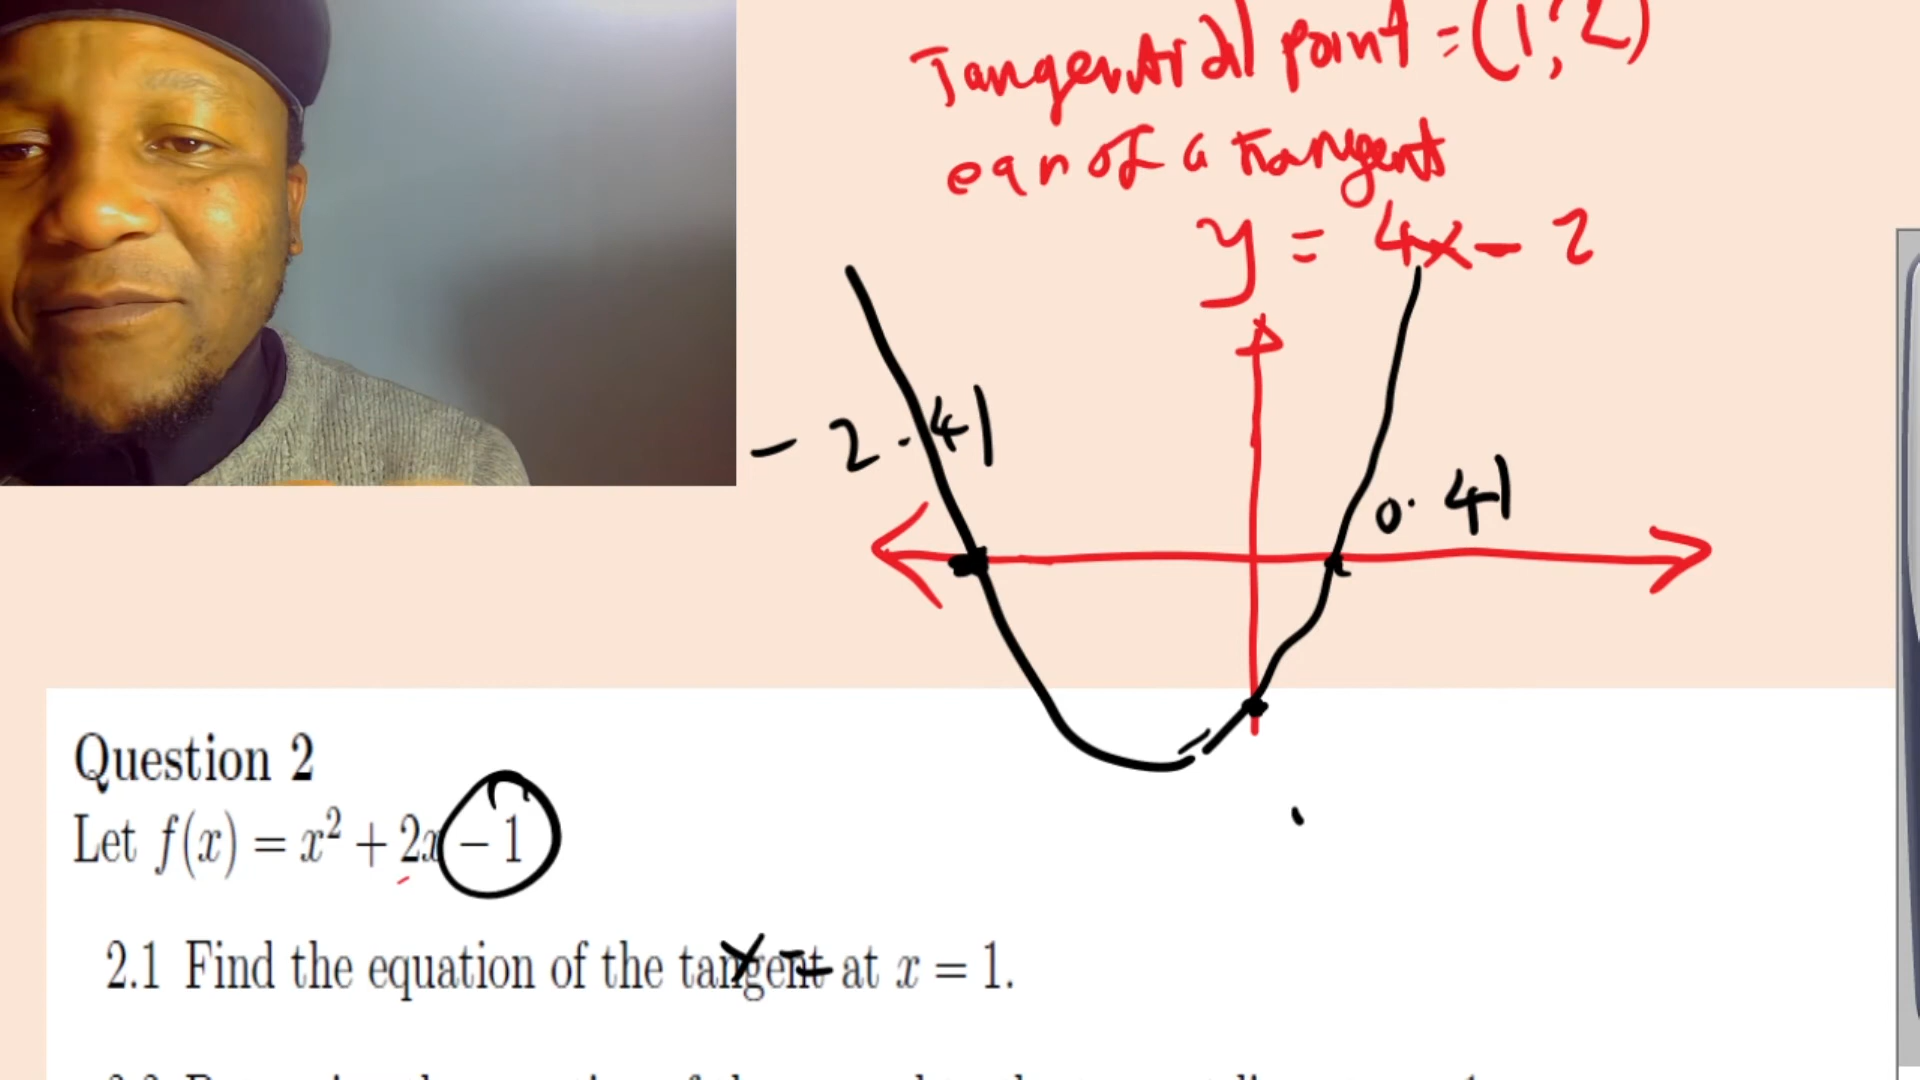 Tangential point = (1; 2)
eqn of a tangent
y = 4x - 2
- 2.41
0.41
Question 2
Let f(x) = x² + 2x - 1
x =
2.1 Find the equation of the tangent at x = 1.